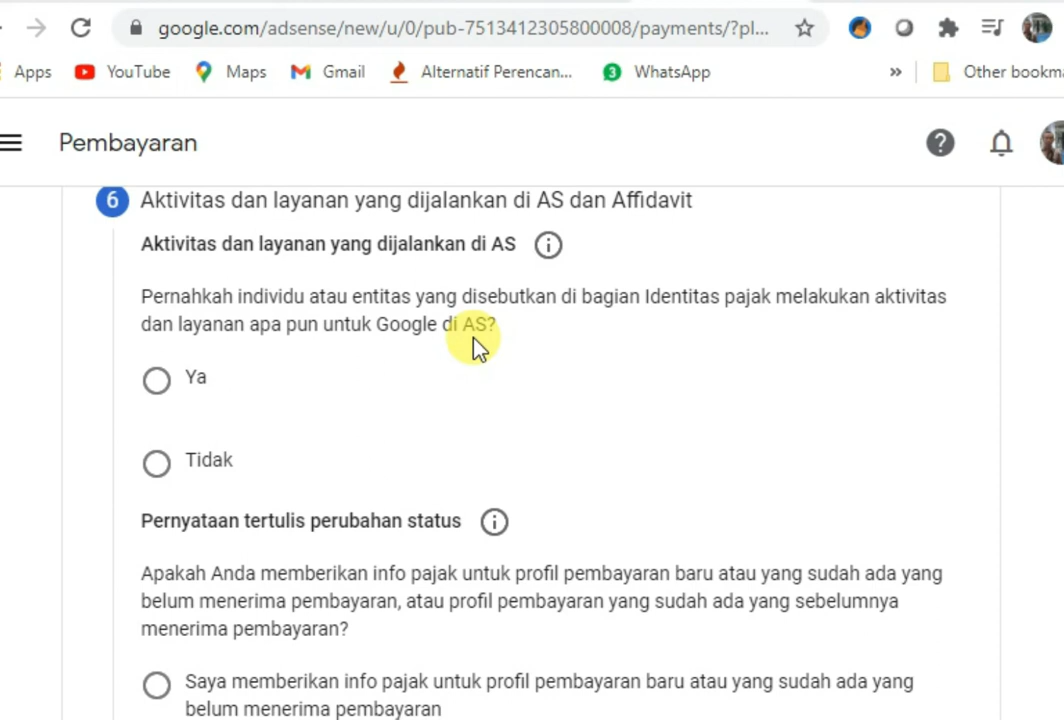 google.com/adsense/new/u/0/pub-7513412305800008/payments/?pl...
Apps YouTube Maps Gmail Alternatif Perencan... 3 WhatsApp » Other bookma
Pembayaran
6 Aktivitas dan layanan yang dijalankan di AS dan Affidavit
Aktivitas dan layanan yang dijalankan di AS
Pernahkah individu atau entitas yang disebutkan di bagian Identitas pajak melakukan aktivitas
dan layanan apa pun untuk Google di AS?
Ya
Tidak
Pernyataan tertulis perubahan status
Apakah Anda memberikan info pajak untuk profil pembayaran baru atau yang sudah ada yang
belum menerima pembayaran, atau profil pembayaran yang sudah ada yang sebelumnya
menerima pembayaran?
Saya memberikan info pajak untuk profil pembayaran baru atau yang sudah ada yang
belum menerima pembayaran